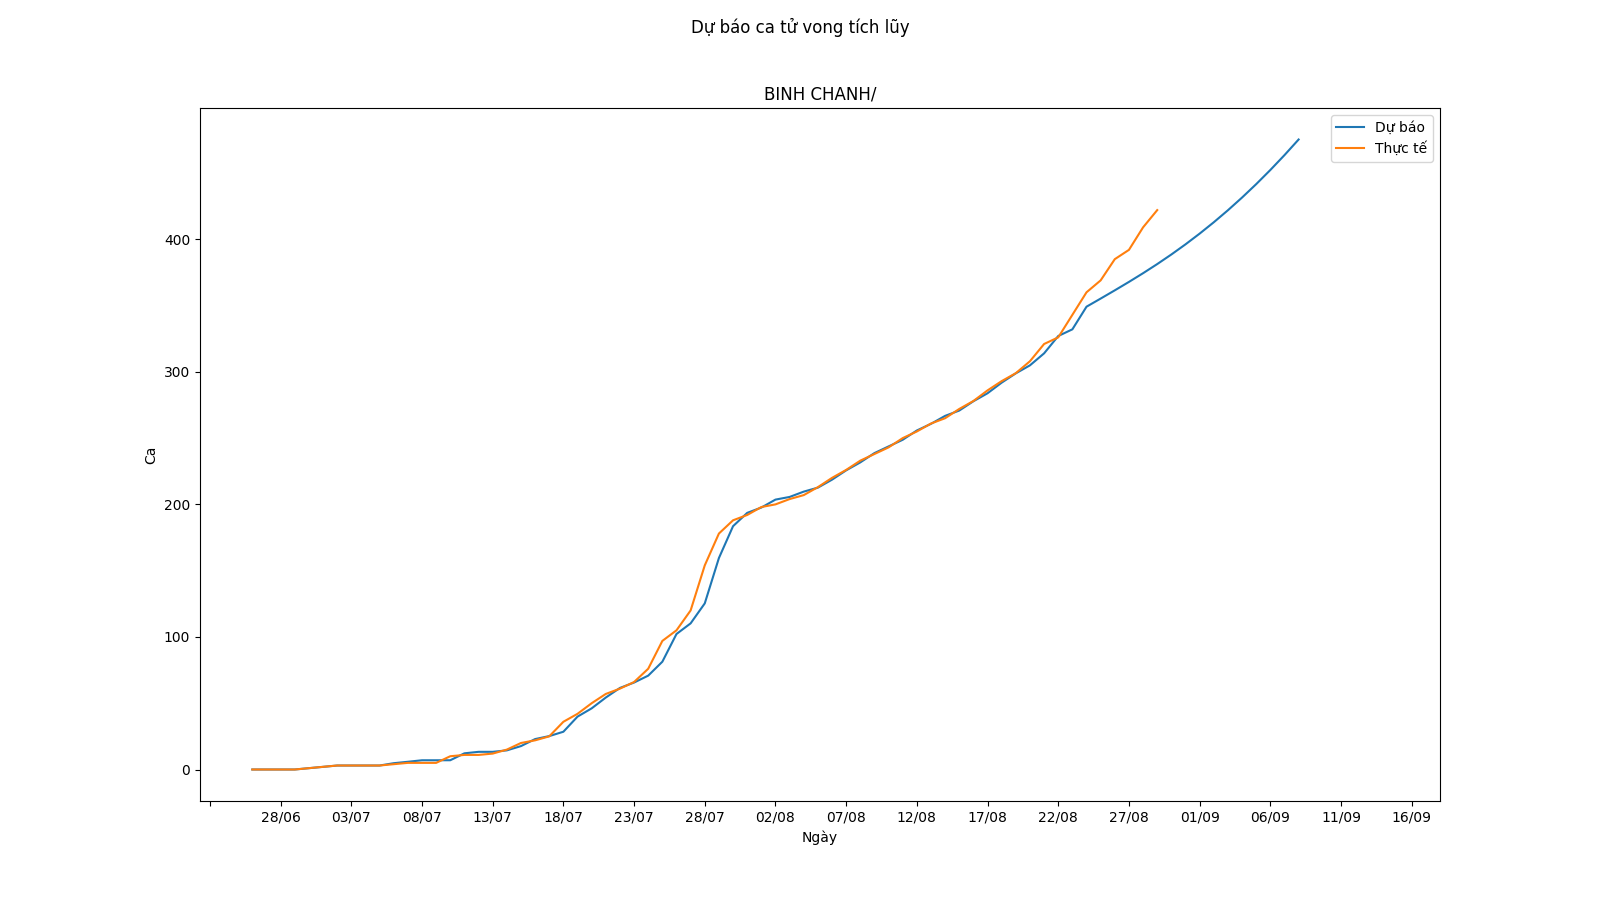 Dự báo ca tử vong tích lũy
BINH CHANH/
Dự báo
Thực tế
400
300
200
100
0
Ca
28/06 03/07 08/07 13/07 18/07 23/07 28/07 02/08 07/08 12/08 17/08 22/08 27/08 01/09 06/09 11/09 16/09
Ngày